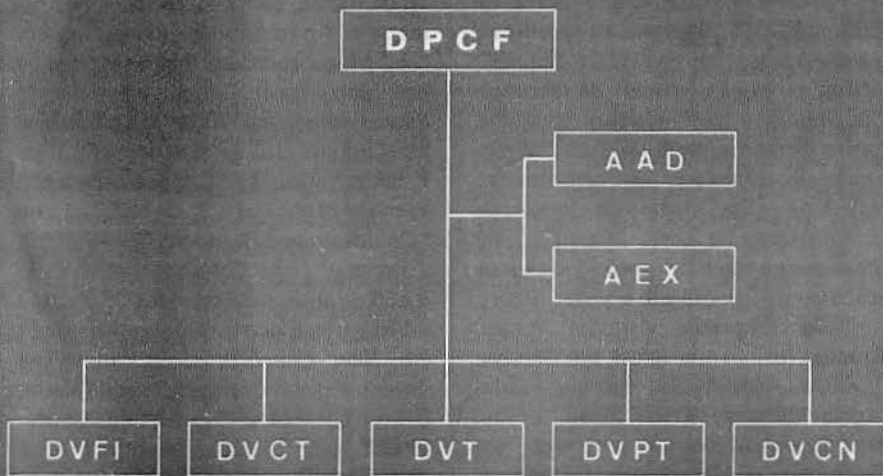 DPCF
AAD
AEX
DVFI
DVCT
DVT
DVPT
DVCN